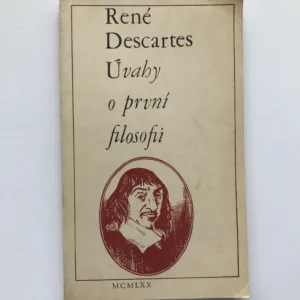 René
Descartes
Úvahy
o první
filosofii
MCMLXX